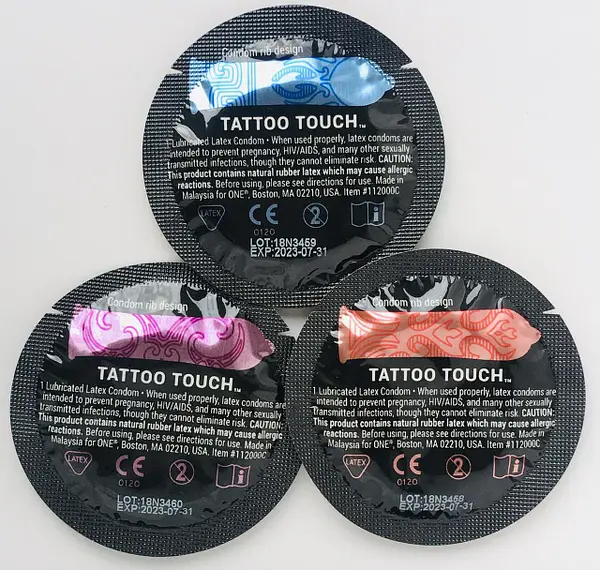 Condom rib design
TATTOO TOUCH™
1 Lubricated Latex Condom • When used properly, latex condoms are
intended to prevent pregnancy, HIV/AIDS, and many other sexually
transmitted infections, though they cannot eliminate risk. CAUTION:
This product contains natural rubber latex which may cause allergic
reactions. Before using, please see directions for use. Made in
Malaysia for ONE®, Boston, MA 02210, USA. Item #112000C
LATEX CE 2 i
0120
LOT:18N3459
EXP:2023-07-31
Condom rib design
TATTOO TOUCH™
1 Lubricated Latex Condom • When used properly, latex condoms are
intended to prevent pregnancy, HIV/AIDS, and many other sexually
transmitted infections, though they cannot eliminate risk. CAUTION:
This product contains natural rubber latex which may cause allergic
reactions. Before using, please see directions for use. Made in
Malaysia for ONE®, Boston, MA 02210, USA. Item #112000C
LATEX CE 2 i
0120
LOT:18N3460
EXP:2023-07-31
Condom rib design
TATTOO TOUCH™
1 Lubricated Latex Condom • When used properly, latex condoms are
intended to prevent pregnancy, HIV/AIDS, and many other sexually
transmitted infections, though they cannot eliminate risk. CAUTION:
This product contains natural rubber latex which may cause allergic
reactions. Before using, please see directions for use. Made in
Malaysia for ONE®, Boston, MA 02210, USA. Item #112000C
LATEX CE 2 i
0120
LOT:18N3458
EXP:2023-07-31